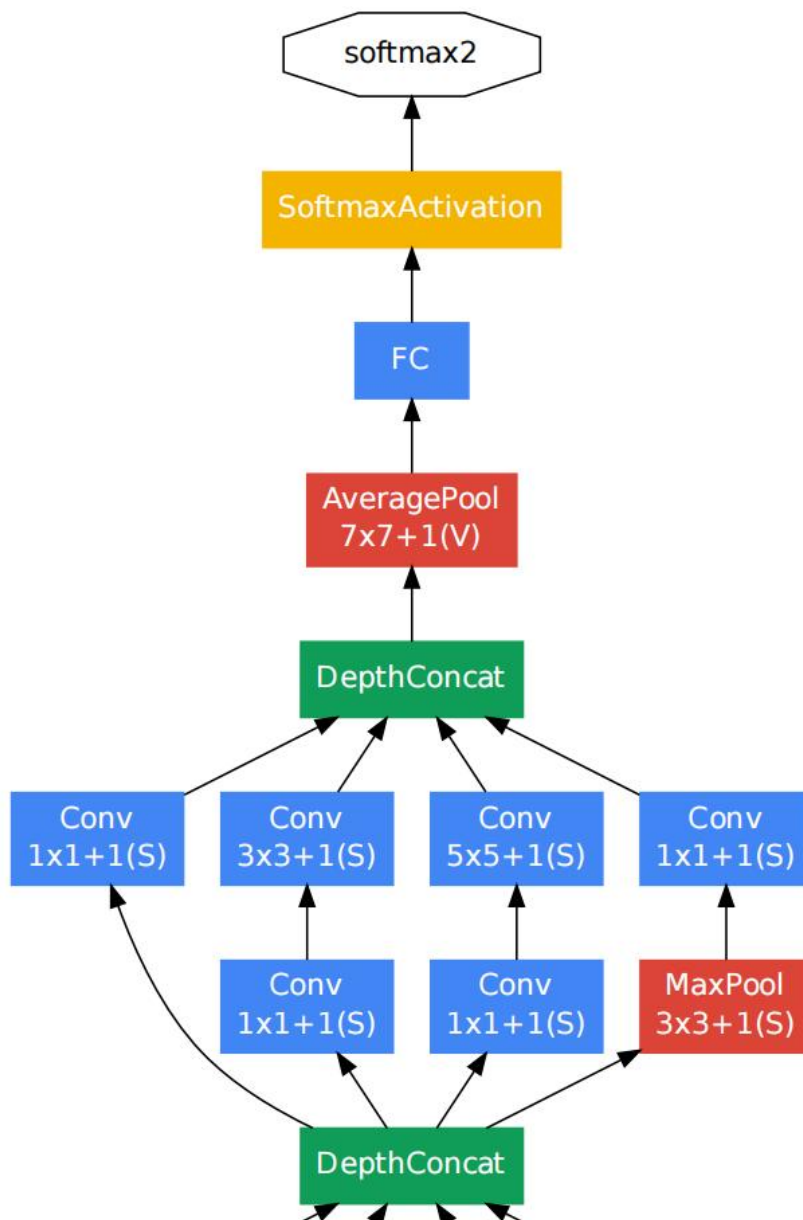 softmax2
SoftmaxActivation
FC
AveragePool
7x7+1(V)
DepthConcat
Conv
1x1+1(S)
Conv
3x3+1(S)
Conv
5x5+1(S)
Conv
1x1+1(S)
Conv
1x1+1(S)
Conv
1x1+1(S)
MaxPool
3x3+1(S)
DepthConcat